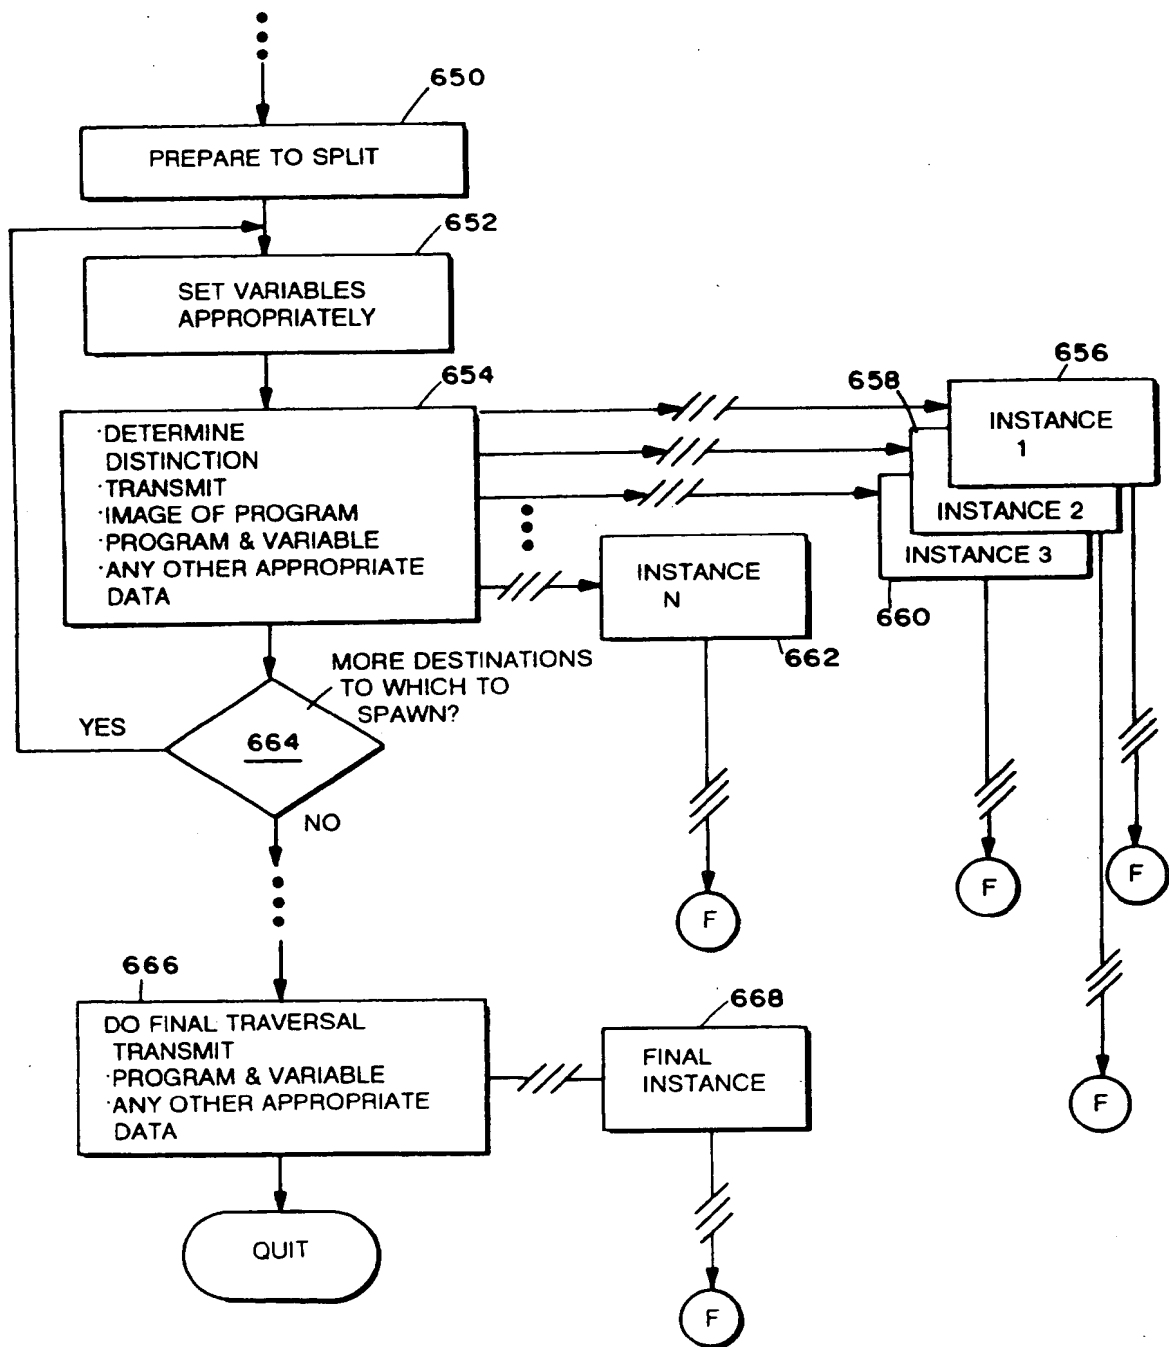 650
PREPARE TO SPLIT
652
SET VARIABLES
APPROPRIATELY
654
·DETERMINE
DISTINCTION
·TRANSMIT
·IMAGE OF PROGRAM
·PROGRAM & VARIABLE
·ANY OTHER APPROPRIATE
DATA
656
INSTANCE
1
658
INSTANCE 2
INSTANCE 3
660
INSTANCE
N
662
MORE DESTINATIONS
TO WHICH TO
SPAWN?
YES
664
NO
F
F
F
F
666
DO FINAL TRAVERSAL
TRANSMIT
·PROGRAM & VARIABLE
·ANY OTHER APPROPRIATE
DATA
668
FINAL
INSTANCE
QUIT
F